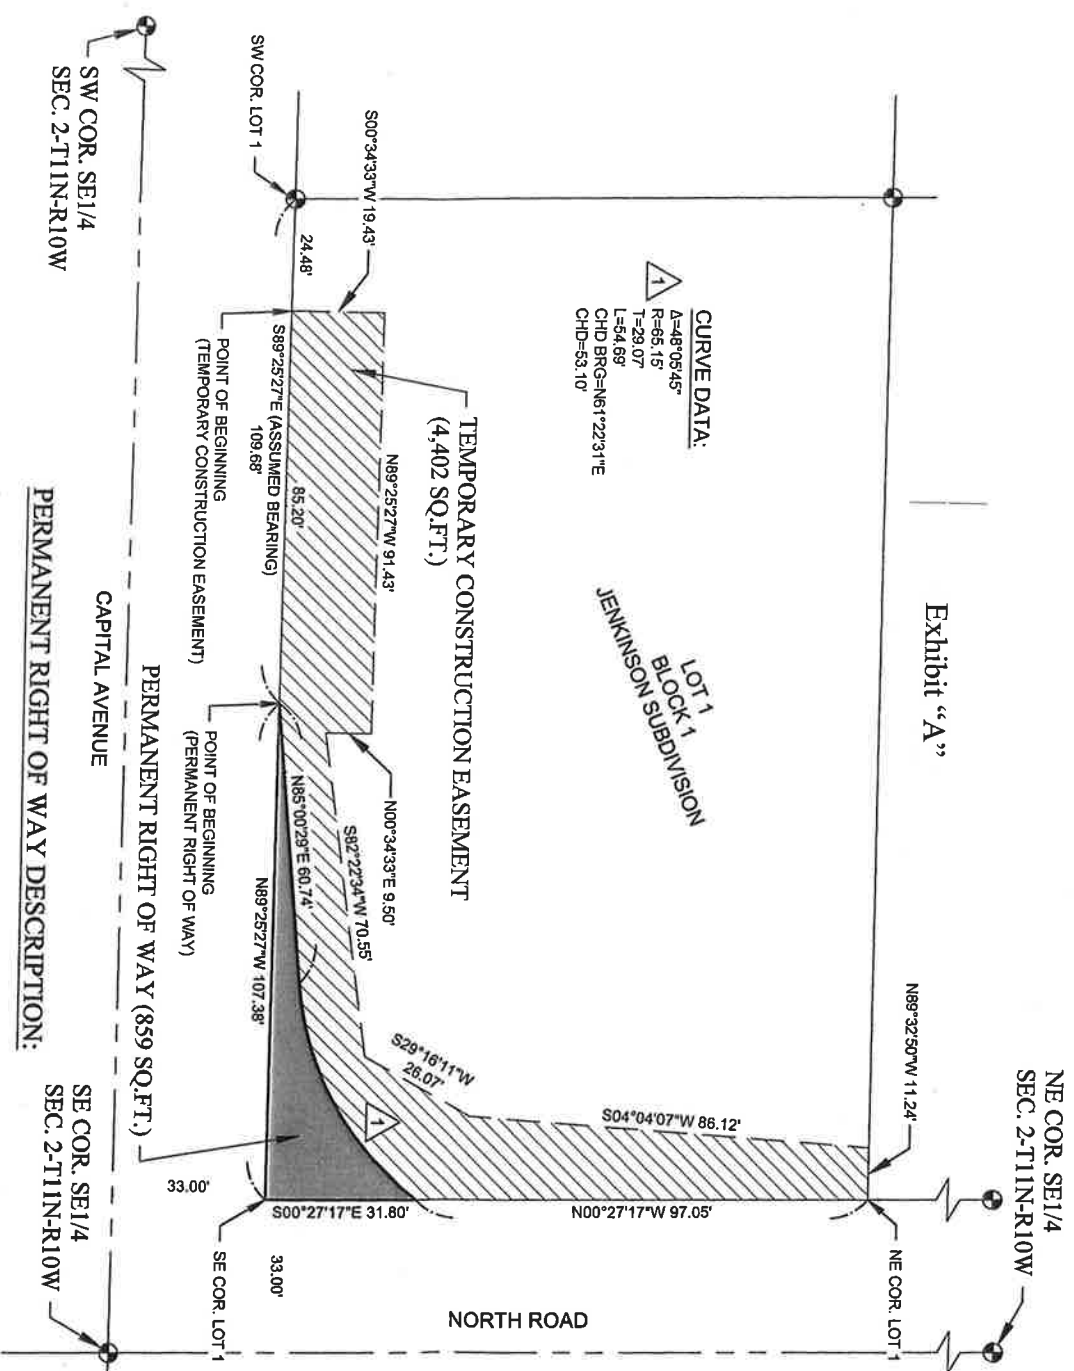 Exhibit “A”
NE COR. SE1/4
SEC. 2-T11N-R10W
N89°32'50"W 11.24'
NE COR. LOT 1
LOT 1
BLOCK 1
JENKINSON SUBDIVISION
CURVE DATA:
1
Δ=48°05'45"
R=65.15'
T=29.07'
L=54.69'
CHD BRG=N61°22'31"E
CHD=53.10'
TEMPORARY CONSTRUCTION EASEMENT
(4,402 SQ.FT.)
S00°34'33"W 19.43'
N89°25'27"W 91.43'
N00°34'33"E 9.50'
S82°22'34"W 70.55'
S29°16'11"W
26.07'
S04°04'07"W 86.12'
N00°27'17"W 97.05'
1
SW COR. LOT 1
24.48'
85.20'
S89°25'27"E (ASSUMED BEARING)
109.68'
N85°00'29"E 60.74'
N89°25'27"W 107.38'
S00°27'17"E 31.80'
POINT OF BEGINNING
(TEMPORARY CONSTRUCTION EASEMENT)
POINT OF BEGINNING
(PERMANENT RIGHT OF WAY)
PERMANENT RIGHT OF WAY (859 SQ.FT.)
33.00'
33.00'
SE COR. LOT 1
NORTH ROAD
CAPITAL AVENUE
SW COR. SE1/4
SEC. 2-T11N-R10W
SE COR. SE1/4
SEC. 2-T11N-R10W
PERMANENT RIGHT OF WAY DESCRIPTION: